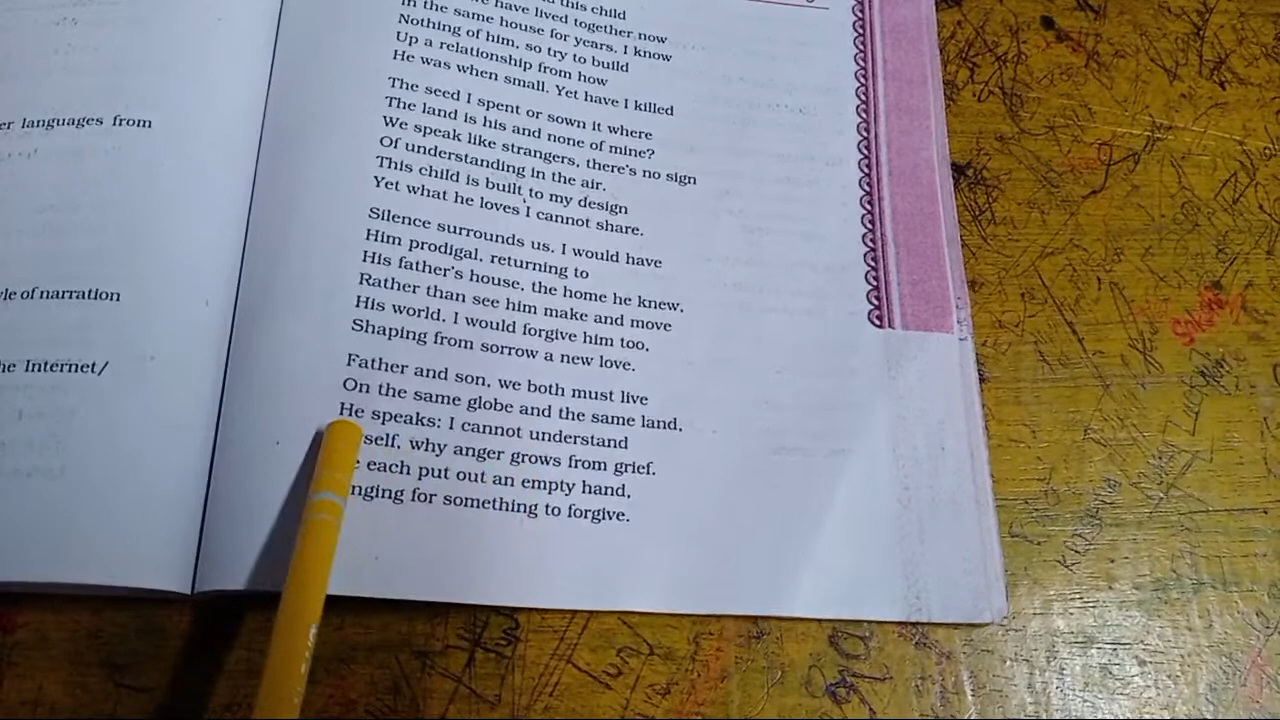 er languages from
le of narration
he Internet/
this child
have lived together now
In the same house for years. I know
Nothing of him, so try to build
Up a relationship from how
He was when small. Yet have I killed
The seed I spent or sown it where
The land is his and none of mine?
We speak like strangers, there's no sign
Of understanding in the air.
This child is built to my design
Yet what he loves I cannot share.
Silence surrounds us. I would have
Him prodigal, returning to
His father's house, the home he knew,
Rather than see him make and move
His world. I would forgive him too,
Shaping from sorrow a new love.
Father and son, we both must live
On the same globe and the same land,
He speaks: I cannot understand
self, why anger grows from grief.
e each put out an empty hand,
nging for something to forgive.